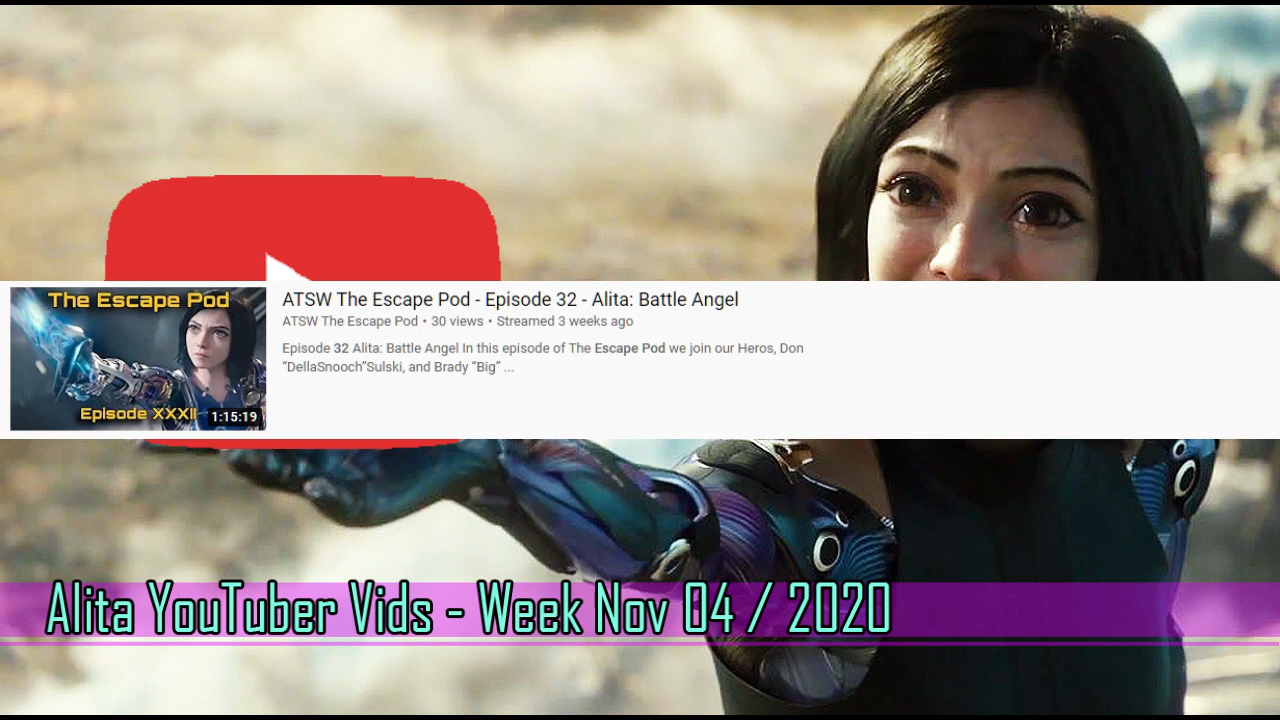 The Escape Pod
Episode XXXII
1:15:19
ATSW The Escape Pod - Episode 32 - Alita: Battle Angel
ATSW The Escape Pod • 30 views • Streamed 3 weeks ago
Episode 32 Alita: Battle Angel In this episode of The Escape Pod we join our Heros, Don
“DellaSnooch”Sulski, and Brady “Big” ...
Alita YouTuber Vids - Week Nov 04 / 2020